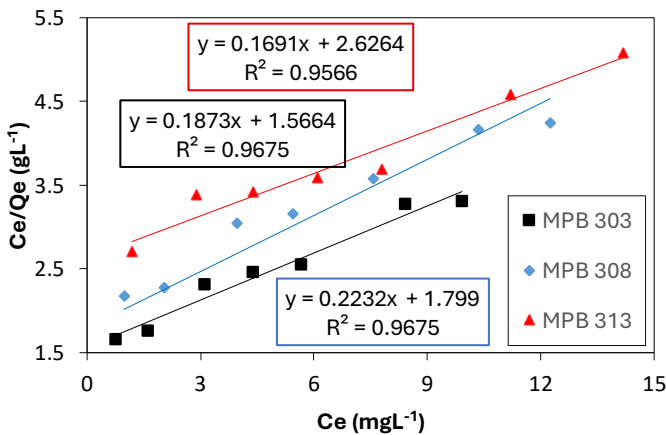 5.5
4.5
3.5
2.5
1.5
Ce/Qe (gL⁻¹)
y = 0.1691x + 2.6264
R² = 0.9566
y = 0.1873x + 1.5664
R² = 0.9675
y = 0.2232x + 1.799
R² = 0.9675
MPB 303
MPB 308
MPB 313
0 3 6 9 12 15
Ce (mgL⁻¹)